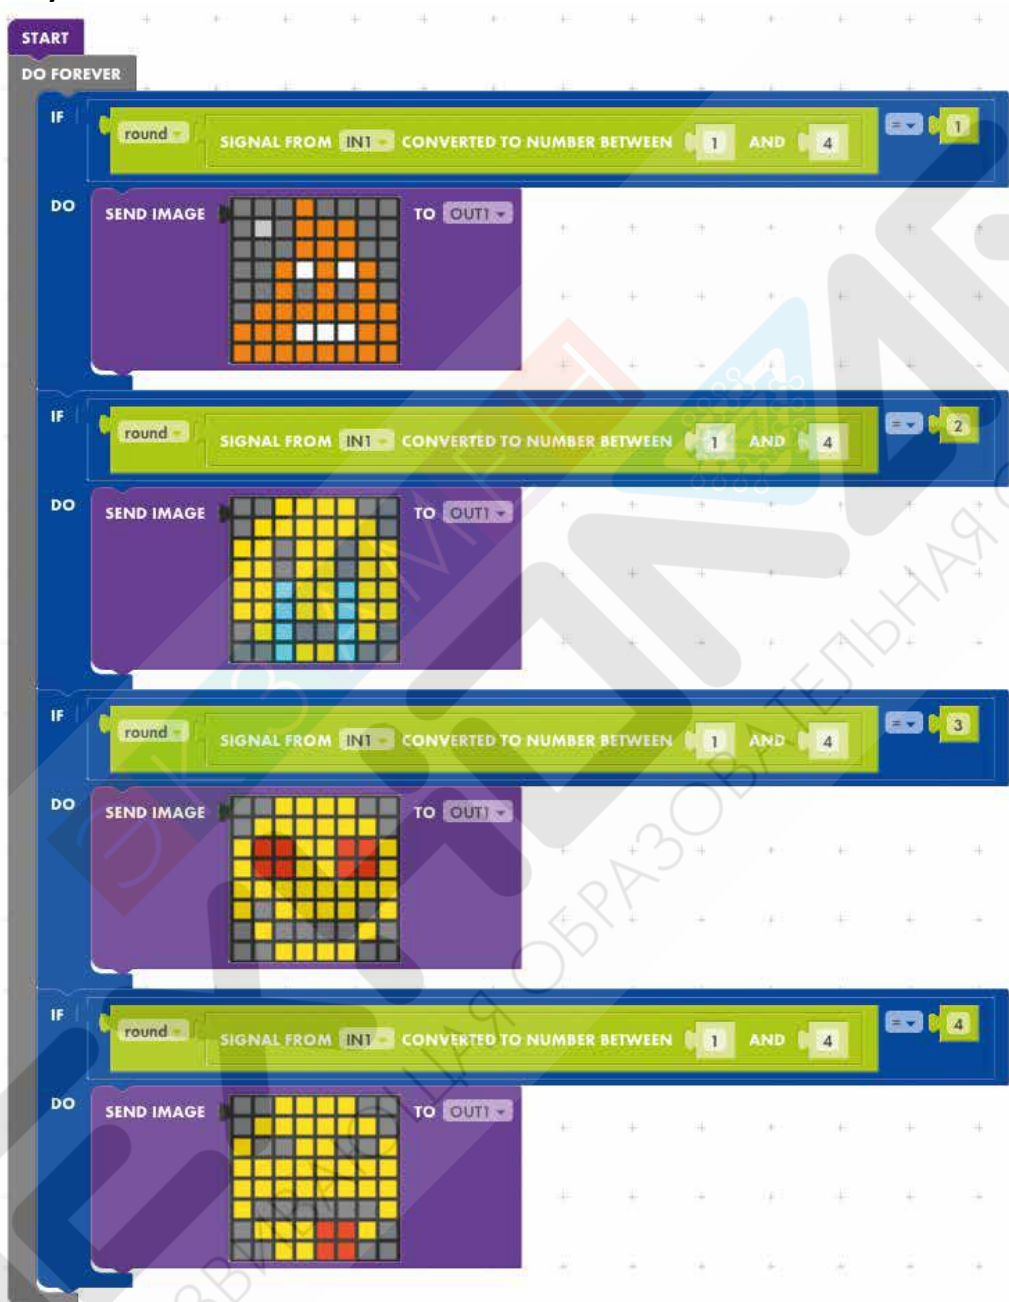 START
DO FOREVER
IF round SIGNAL FROM IN1 CONVERTED TO NUMBER BETWEEN 1 AND 4 = 1
DO SEND IMAGE TO OUT1
IF round SIGNAL FROM IN1 CONVERTED TO NUMBER BETWEEN 1 AND 4 = 2
DO SEND IMAGE TO OUT1
IF round SIGNAL FROM IN1 CONVERTED TO NUMBER BETWEEN 1 AND 4 = 3
DO SEND IMAGE TO OUT1
IF round SIGNAL FROM IN1 CONVERTED TO NUMBER BETWEEN 1 AND 4 = 4
DO SEND IMAGE TO OUT1